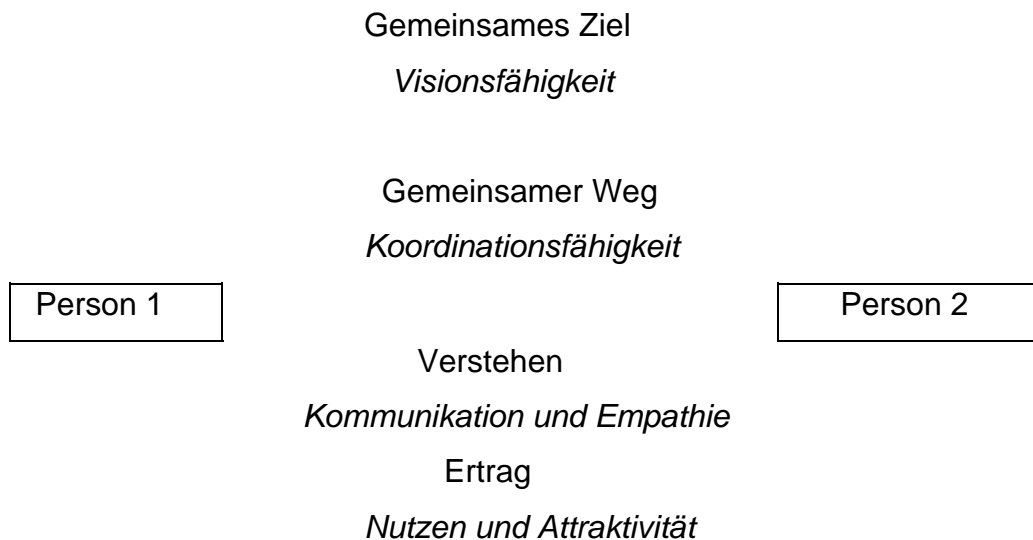 Gemeinsames Ziel
Visionsfähigkeit
Gemeinsamer Weg
Koordinationsfähigkeit
Person 1
Person 2
Verstehen
Kommunikation und Empathie
Ertrag
Nutzen und Attraktivität